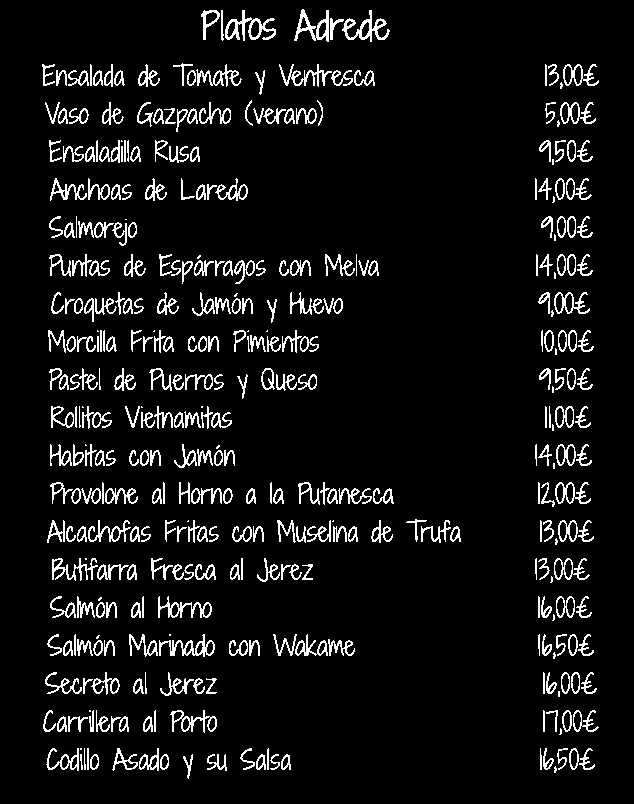 Platos Adrede
Ensalada de Tomate y Ventresca 13,00€
Vaso de Gazpacho (verano) 5,00€
Ensaladilla Rusa 9,50€
Anchoas de Laredo 14,00€
Salmorejo 9,00€
Puntas de Espárragos con Melva 14,00€
Croquetas de Jamón y Huevo 9,00€
Morcilla Frita con Pimientos 10,00€
Pastel de Puerros y Queso 9,50€
Rollitos Vietnamitas 11,00€
Habitas con Jamón 14,00€
Provolone al Horno a la Putanesca 12,00€
Alcachofas Fritas con Muselina de Trufa 13,00€
Butifarra Fresca al Jerez 13,00€
Salmón al Horno 16,00€
Salmón Marinado con Wakame 16,50€
Secreto al Jerez 16,00€
Carrillera al Porto 17,00€
Codillo Asado y su Salsa 16,50€